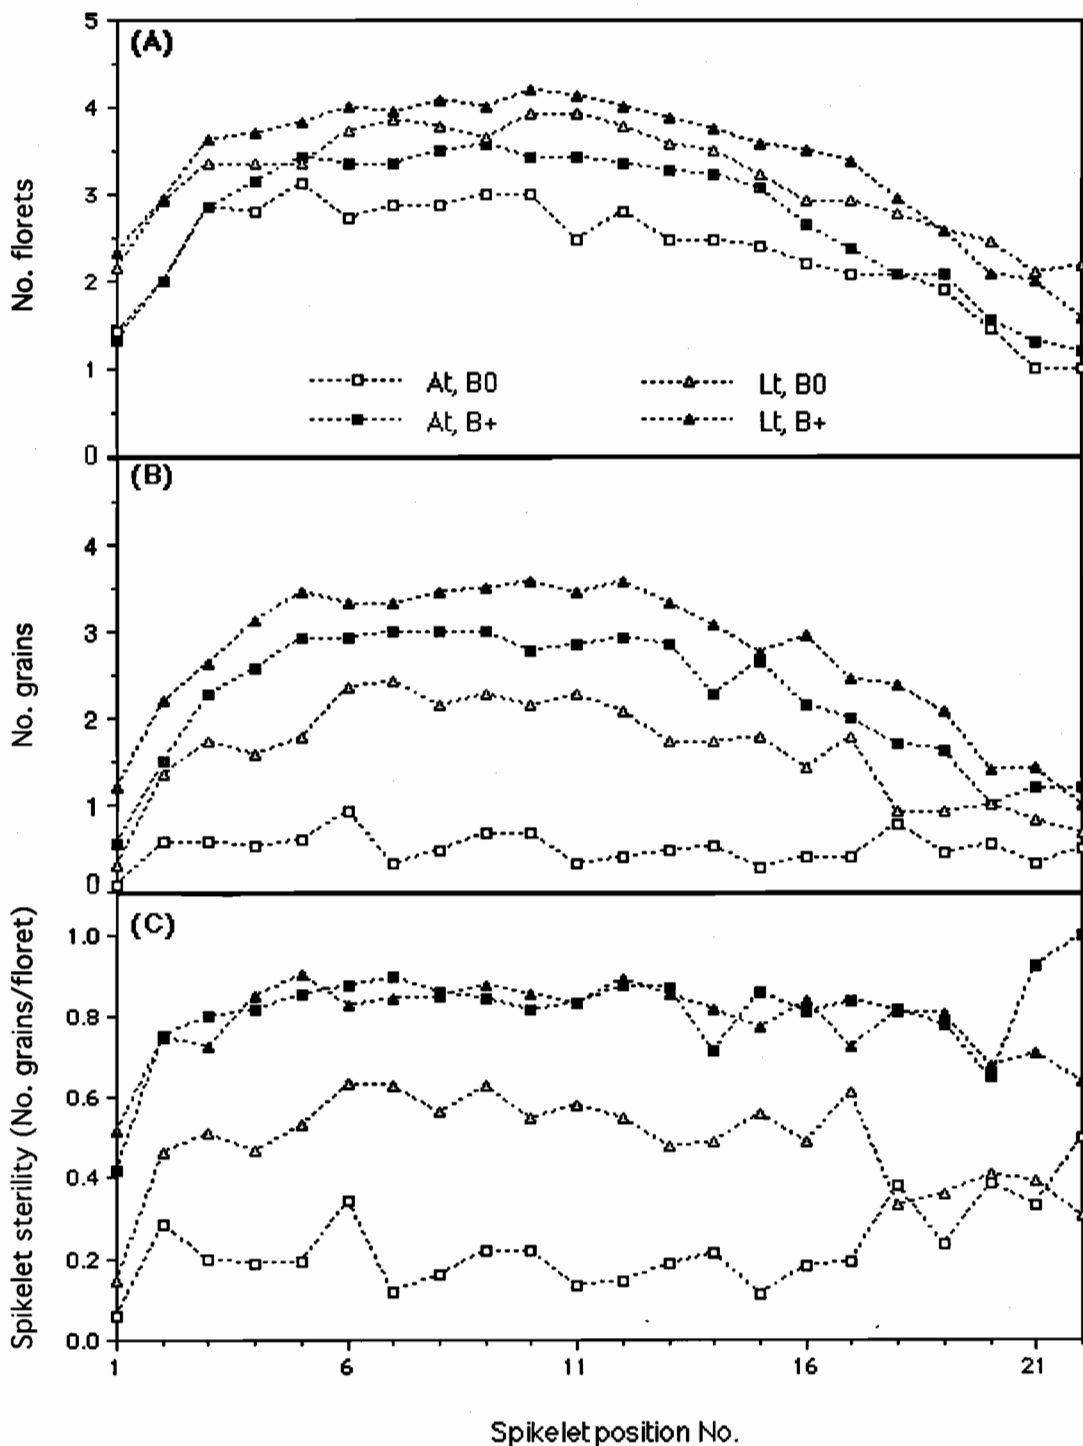 (A)
No. florets
5
4
3
2
1
0
At, B0
Lt, B0
At, B+
Lt, B+
(B)
No. grains
4
3
2
1
0
(C)
Spikelet sterility (No. grains/floret)
1.0
0.8
0.6
0.4
0.2
0.0
1 6 11 16 21
Spikelet position No.